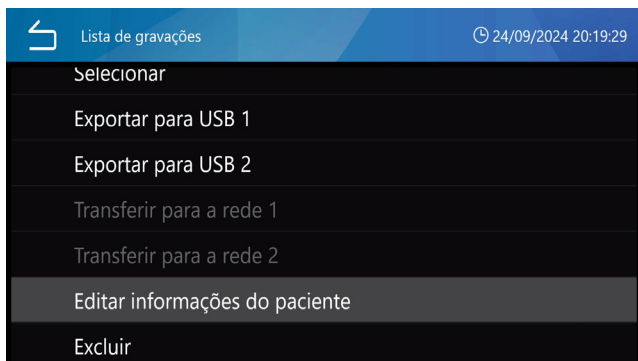 Lista de gravações
24/09/2024 20:19:29
Selecionar
Exportar para USB 1
Exportar para USB 2
Transferir para a rede 1
Transferir para a rede 2
Editar informações do paciente
Excluir